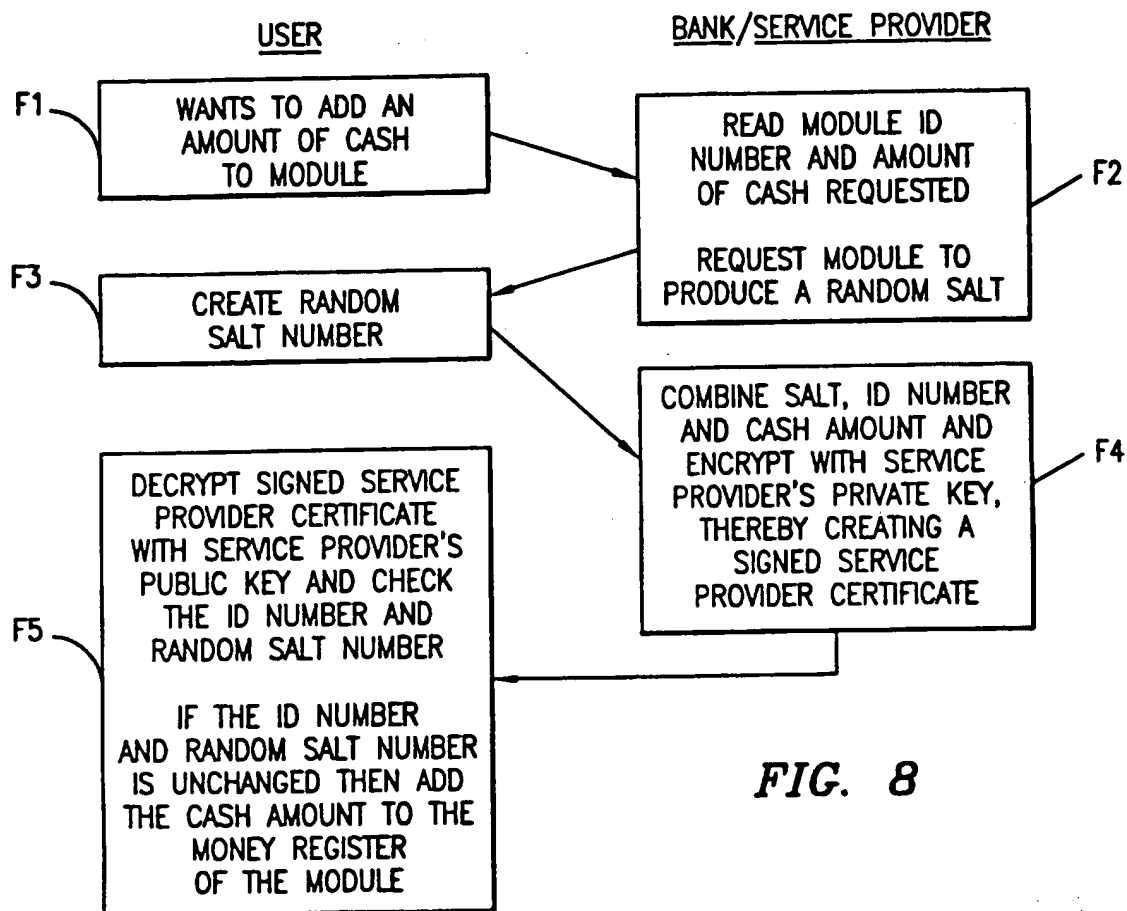 USER
BANK/SERVICE PROVIDER
F1
WANTS TO ADD AN
AMOUNT OF CASH
TO MODULE
READ MODULE ID
NUMBER AND AMOUNT
OF CASH REQUESTED
REQUEST MODULE TO
PRODUCE A RANDOM SALT
F2
F3
CREATE RANDOM
SALT NUMBER
COMBINE SALT, ID NUMBER
AND CASH AMOUNT AND
ENCRYPT WITH SERVICE
PROVIDER'S PRIVATE KEY,
THEREBY CREATING A
SIGNED SERVICE
PROVIDER CERTIFICATE
F4
F5
DECRYPT SIGNED SERVICE
PROVIDER CERTIFICATE
WITH SERVICE PROVIDER'S
PUBLIC KEY AND CHECK
THE ID NUMBER AND
RANDOM SALT NUMBER
IF THE ID NUMBER
AND RANDOM SALT NUMBER
IS UNCHANGED THEN ADD
THE CASH AMOUNT TO THE
MONEY REGISTER
OF THE MODULE
FIG. 8